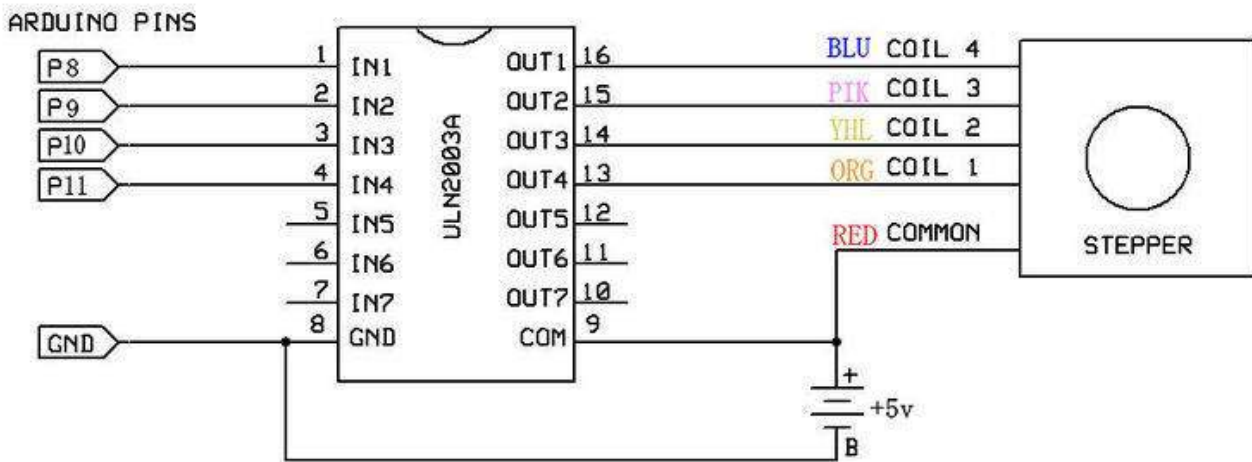 ARDUINO PINS
P8
P9
P10
P11
GND
1 IN1
2 IN2
3 IN3
4 IN4
5 IN5
6 IN6
7 IN7
8 GND
ULN2003A
OUT1 16
OUT2 15
OUT3 14
OUT4 13
OUT5 12
OUT6 11
OUT7 10
COM 9
BLU COIL 4
PIK COIL 3
YHL COIL 2
ORG COIL 1
RED COMMON
STEPPER
+
+5v
B